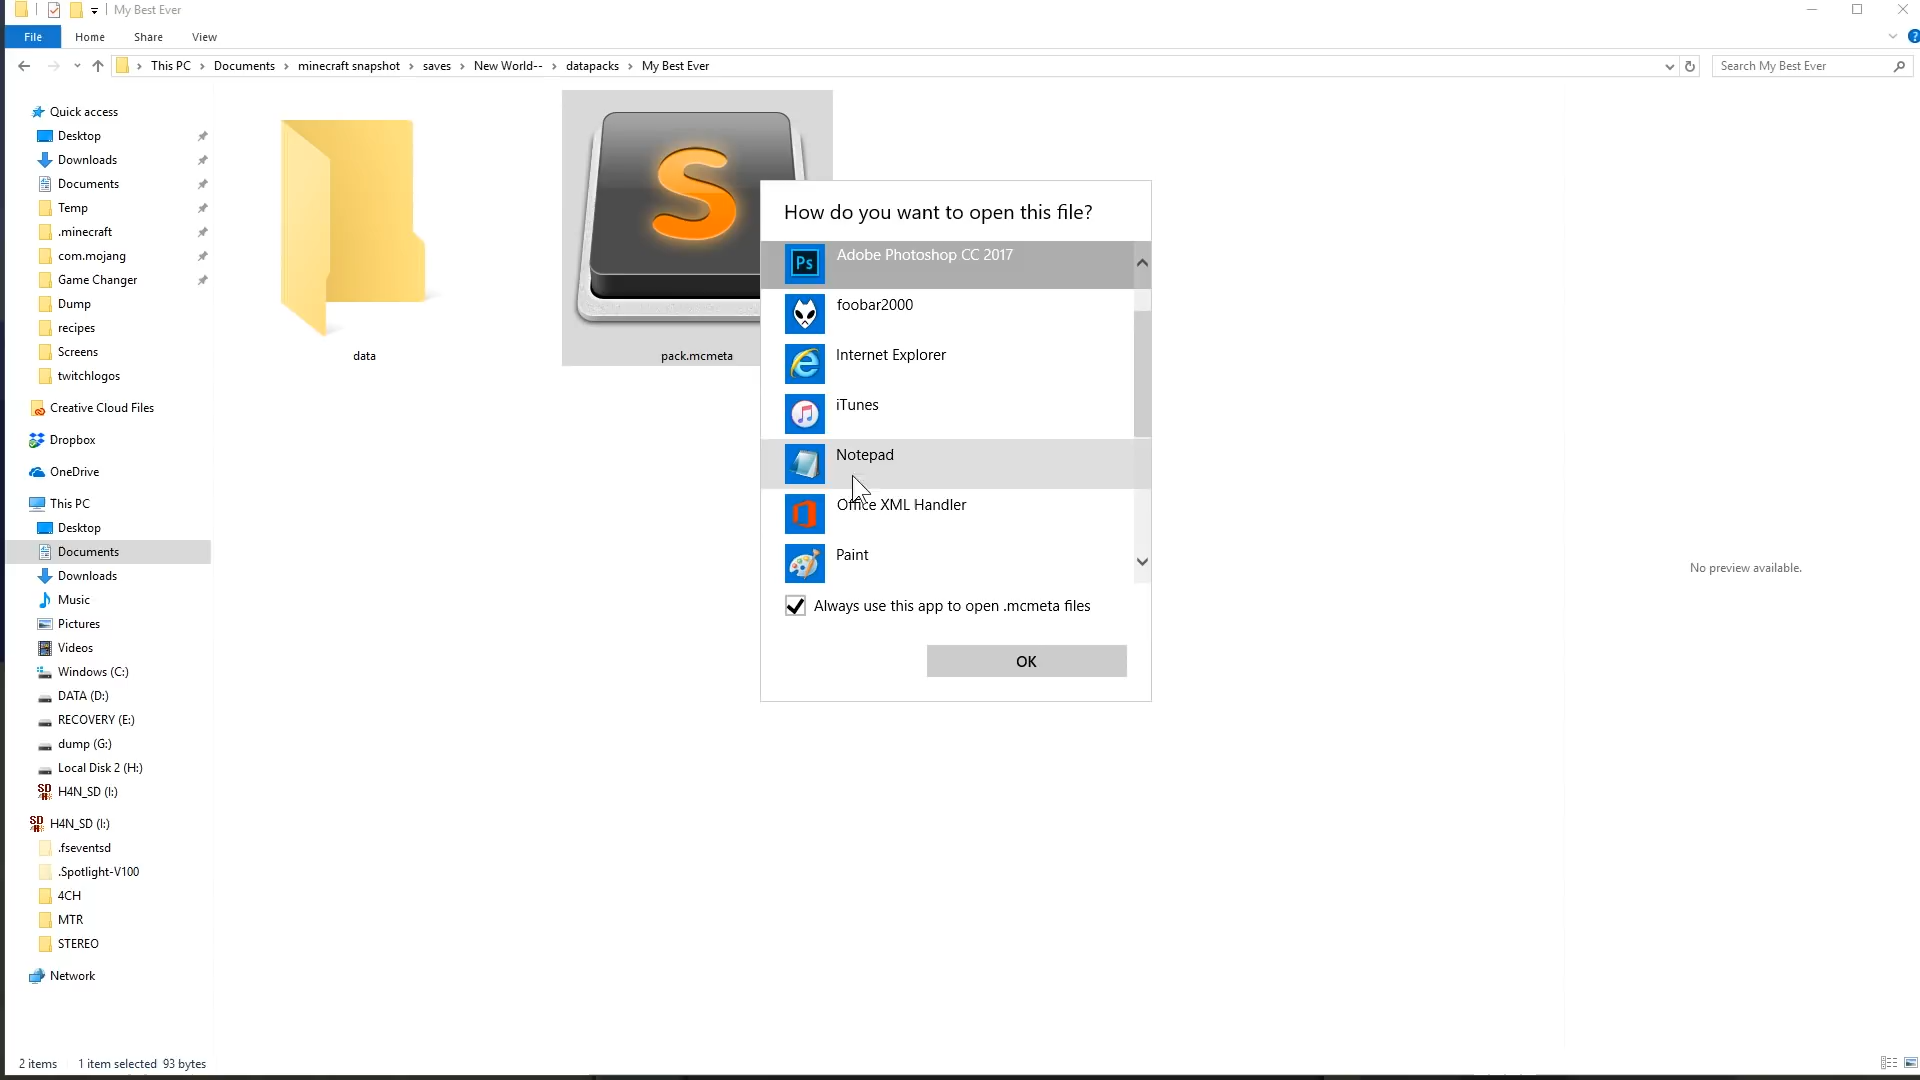 My Best Ever
File Home Share View
This PC Documents minecraft snapshot saves New World-- datapacks My Best Ever
Search My Best Ever
Quick access
Desktop
Downloads
Documents
Temp
.minecraft
com.mojang
Game Changer
Dump
recipes
Screens
twitchlogos
Creative Cloud Files
Dropbox
OneDrive
This PC
Desktop
Documents
Downloads
Music
Pictures
Videos
Windows (C:)
DATA (D:)
RECOVERY (E:)
dump (G:)
Local Disk 2 (H:)
H4N_SD (I:)
H4N_SD (I:)
.fseventsd
.Spotlight-V100
4CH
MTR
STEREO
Network
data
S
pack.mcmeta
How do you want to open this file?
Ps Adobe Photoshop CC 2017
foobar2000
Internet Explorer
iTunes
Notepad
Office XML Handler
Paint
Always use this app to open .mcmeta files
OK
No preview available.
2 items 1 item selected 93 bytes